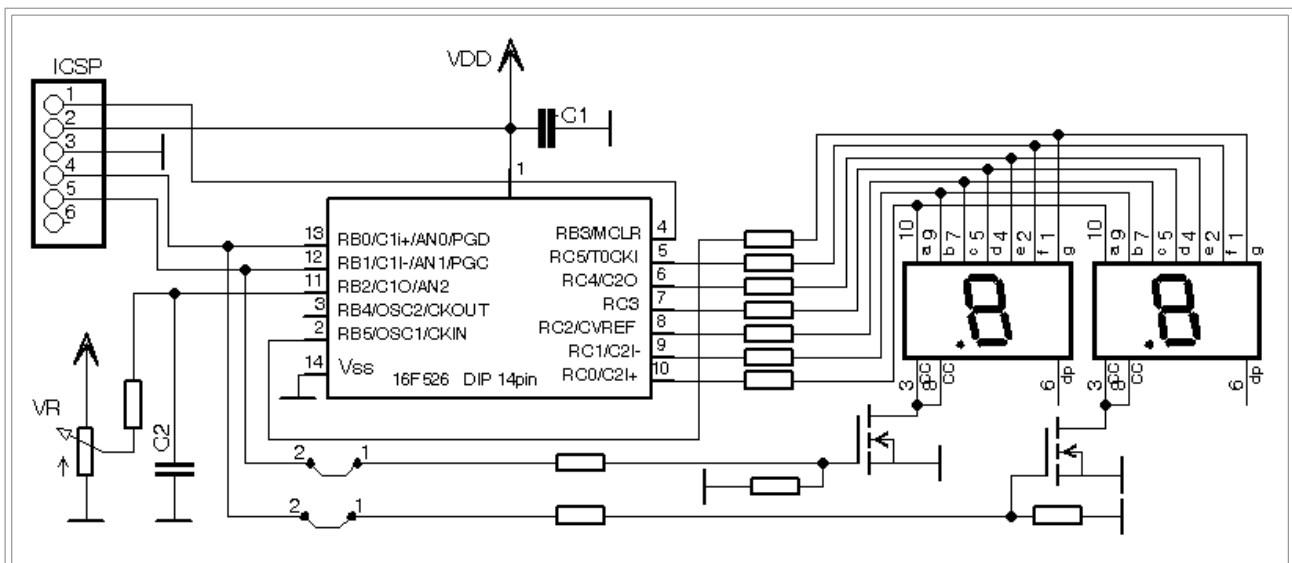 ICSP
1
2
3
4
5
6
VDD
C1
1
13 RB0/C1i+/AN0/PGD
12 RB1/C1I-/AN1/PGC
11 RB2/C1O/AN2
3 RB4/OSC2/CKOUT
2 RB5/OSC1/CKIN
14 Vss
RB3/MCLR 4
RC5/T0CKI 5
RC4/C2O 6
RC3 7
RC2/CVREF 8
RC1/C2I- 9
RC0/C2I+ 10
16F526 DIP 14pin
VR
C2
2 1
2 1
10 a 9 b 7 c 5 d 4 e 2 f 1 g
8.
3 CC 8 CC 6 dp
10 a 9 b 7 c 5 d 4 e 2 f 1 g
8.
3 CC 8 CC 6 dp